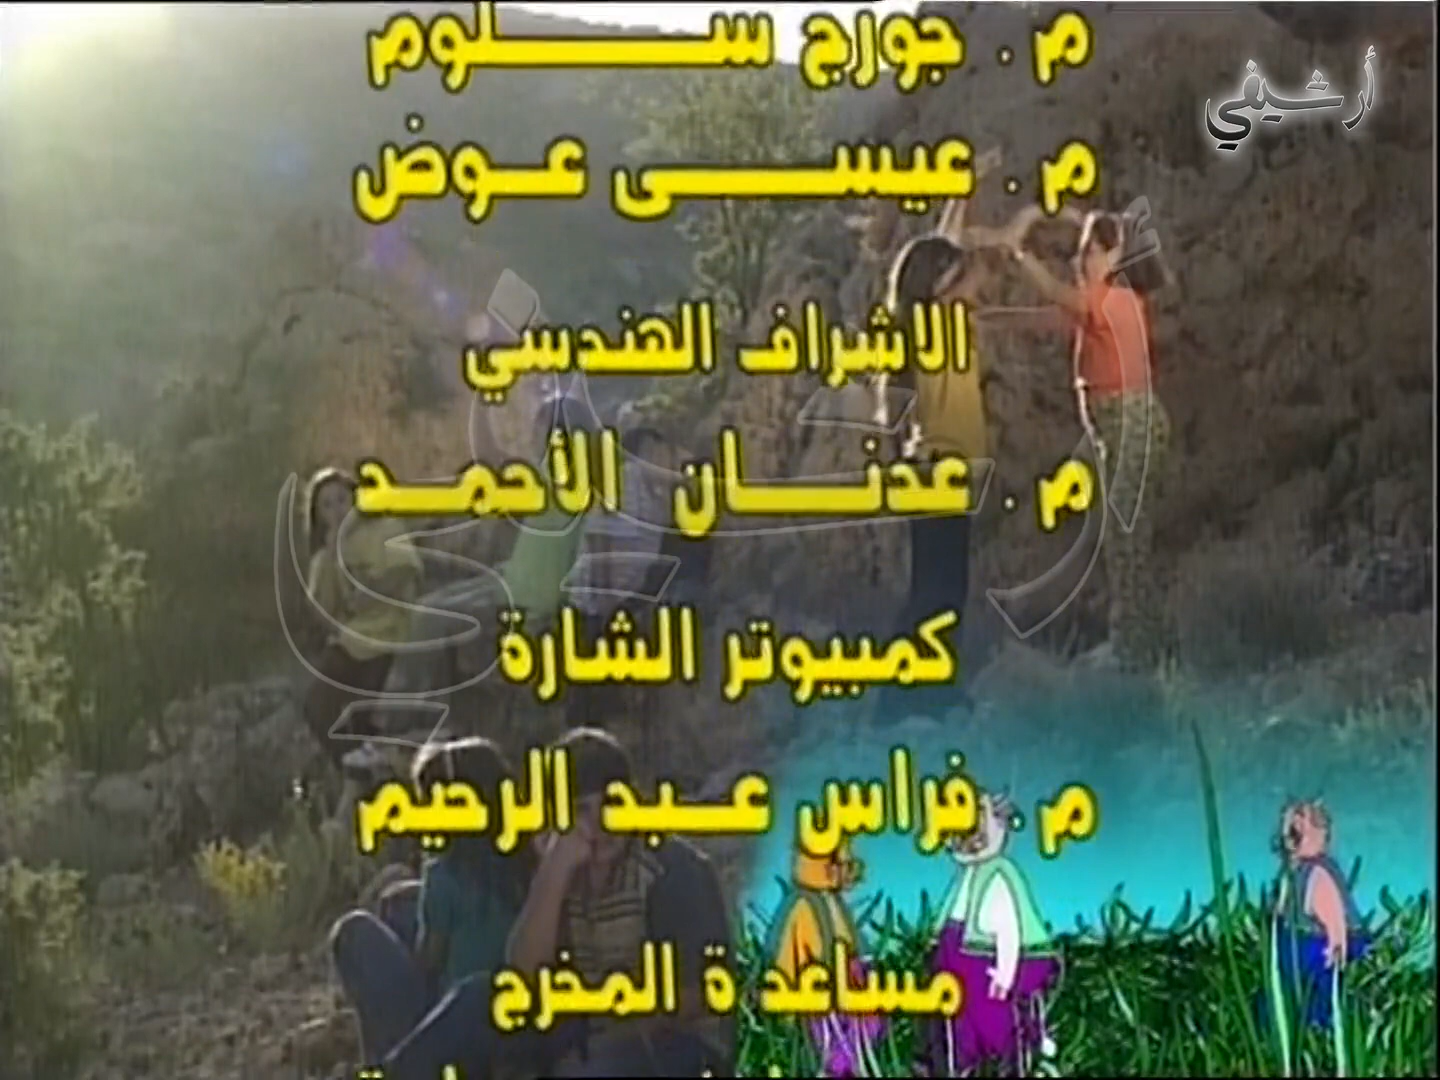 م . جورج سلوم
أرشيفي
م . عيسى عوض
الاشراف الهندسي
م . عدنان الأحمد
كمبيوتر الشارة
م . فراس عبد الرحيم
مساعدة المخرج